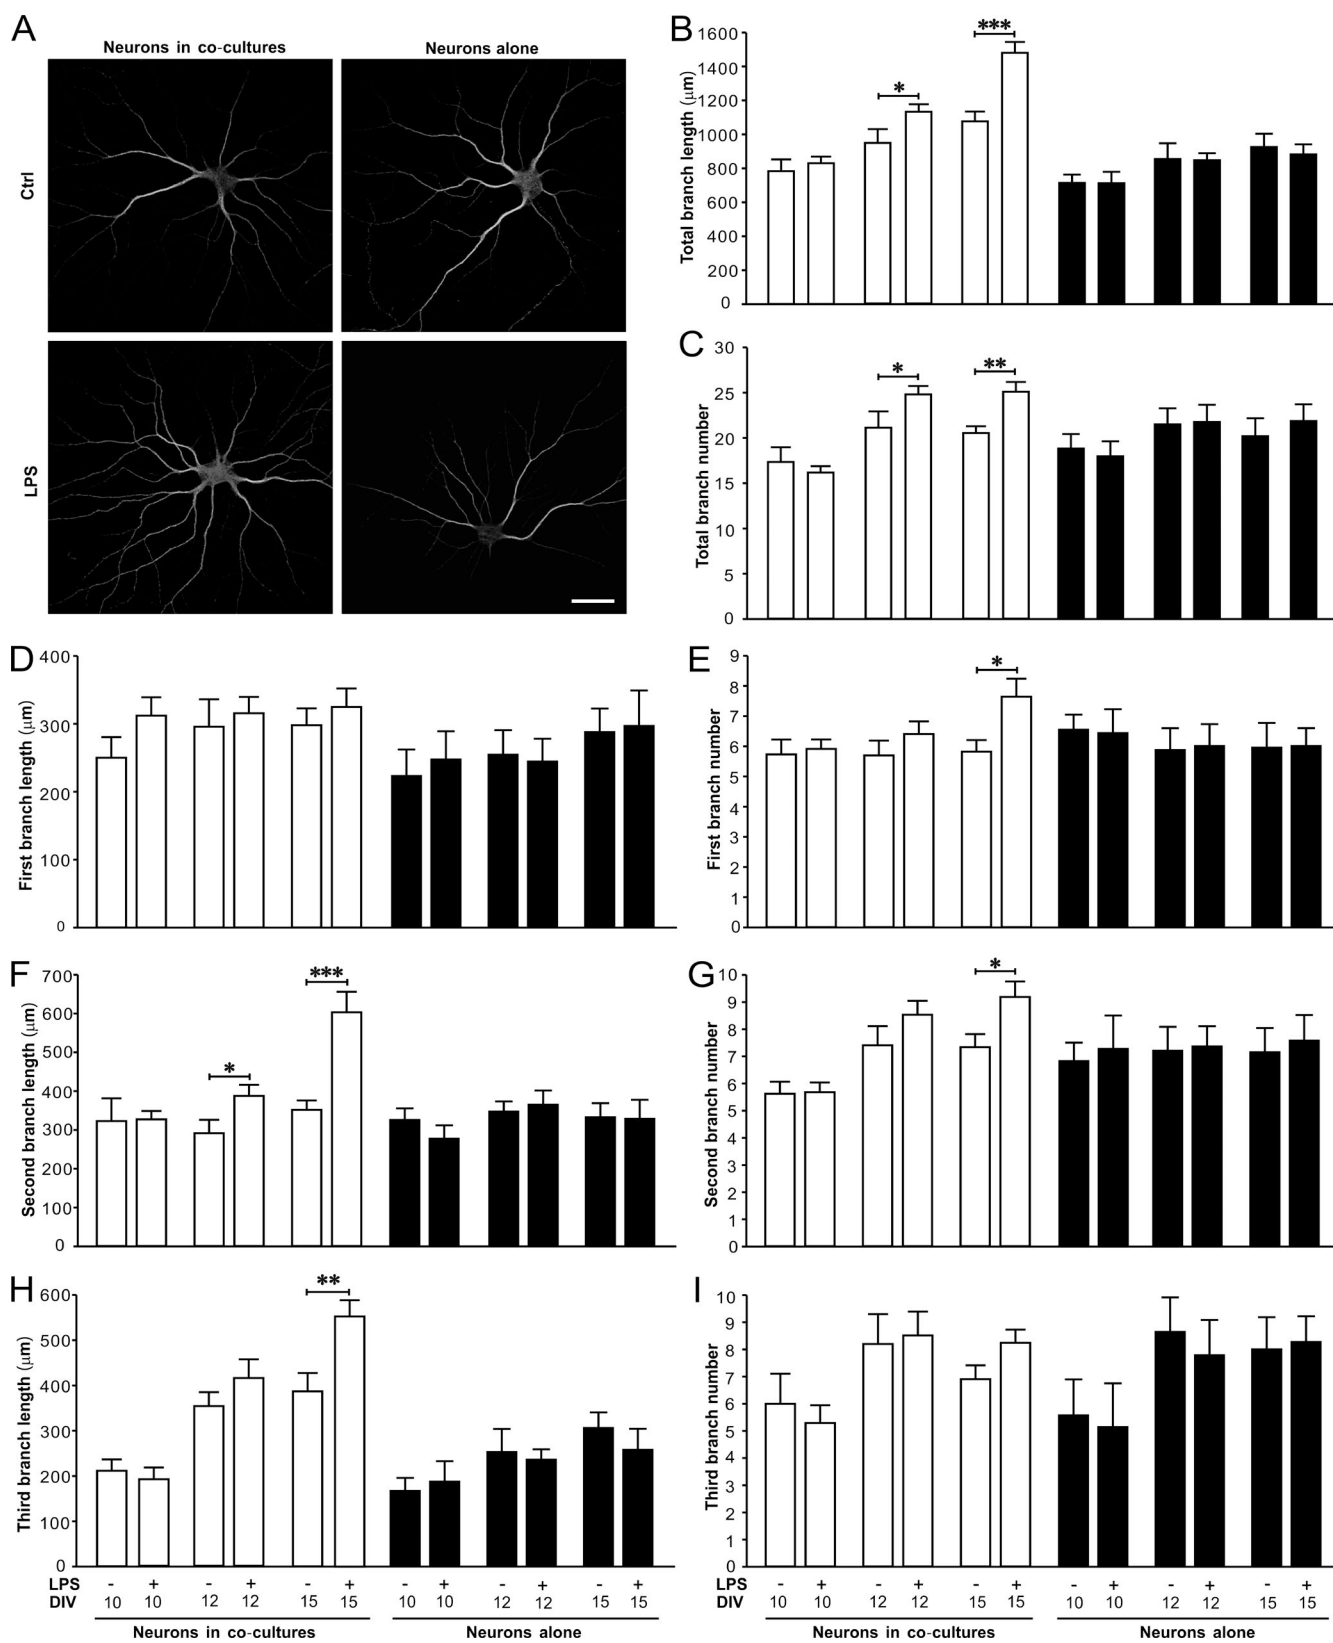 A
Neurons in co-cultures
Neurons alone
Ctrl
LPS
B
Total branch length (μm)
1600
1400
1200
1000
800
600
400
200
0
*
***
C
Total branch number
30
25
20
15
10
5
0
*
**
D
First branch length (μm)
400
300
200
100
0
E
First branch number
9
8
7
6
5
4
3
2
1
0
*
F
Second branch length (μm)
700
600
500
400
300
200
100
0
*
***
G
Second branch number
10
9
8
7
6
5
4
3
2
1
0
*
H
Third branch length (μm)
600
500
400
300
200
100
0
**
LPS - + - + - + - + - + - +
DIV 10 10 12 12 15 15 10 10 12 12 15 15
Neurons in co-cultures Neurons alone
I
Third branch number
10
9
8
7
6
5
4
3
2
1
0
LPS - + - + - + - + - + - +
DIV 10 10 12 12 15 15 10 10 12 12 15 15
Neurons in co-cultures Neurons alone